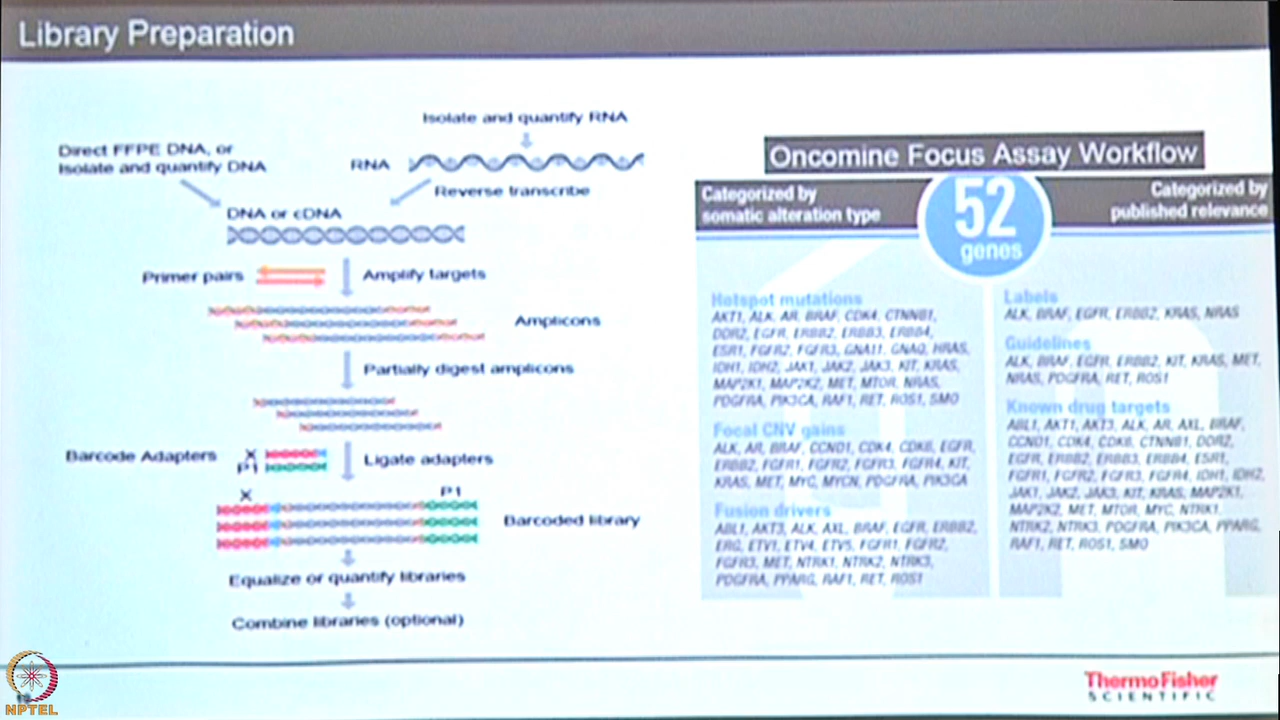 Library Preparation
Isolate and quantify RNA
Direct FFPE DNA, or
Isolate and quantify DNA
RNA
Reverse transcribe
DNA or cDNA
Primer pairs
Amplify targets
Amplicons
Partially digest amplicons
Barcode Adapters
X
P1
Ligate adapters
X
P1
Barcoded library
Equalize or quantify libraries
Combine libraries (optional)
Oncomine Focus Assay Workflow
Categorized by
somatic alteration type
52
genes
Categorized by
published relevance
Hotspot mutations
AKT1, ALK, AR, BRAF, CDK4, CTNNB1,
DDR2, EGFR, ERBB2, ERBB3, ERBB4,
ESR1, FGFR2, FGFR3, GNA11, GNAQ, HRAS,
IDH1, IDH2, JAK1, JAK2, JAK3, KIT, KRAS,
MAP2K1, MAP2K2, MET, MTOR, NRAS,
PDGFRA, PIK3CA, RAF1, RET, ROS1, SMO
Focal CNV gains
ALK, AR, BRAF, CCND1, CDK4, CDK6, EGFR,
ERBB2, FGFR1, FGFR2, FGFR3, FGFR4, KIT,
KRAS, MET, MYC, MYCN, PDGFRA, PIK3CA
Fusion drivers
ABL1, AKT3, ALK, AXL, BRAF, EGFR, ERBB2,
ERG, ETV1, ETV4, ETV5, FGFR1, FGFR2,
FGFR3, MET, NTRK1, NTRK2, NTRK3,
PDGFRA, PPARG, RAF1, RET, ROS1
Labels
ALK, BRAF, EGFR, ERBB2, KRAS, NRAS
Guidelines
ALK, BRAF, EGFR, ERBB2, KIT, KRAS, MET,
NRAS, PDGFRA, RET, ROS1
Known drug targets
ABL1, AKT1, AKT3, ALK, AR, AXL, BRAF,
CCND1, CDK4, CDK6, CTNNB1, DDR2,
EGFR, ERBB2, ERBB3, ERBB4, ESR1,
FGFR1, FGFR2, FGFR3, FGFR4, IDH1, IDH2,
JAK1, JAK2, JAK3, KIT, KRAS, MAP2K1,
MAP2K2, MET, MTOR, MYC, NTRK1,
NTRK2, NTRK3, PDGFRA, PIK3CA, PPARG,
RAF1, RET, ROS1, SMO
NPTEL
ThermoFisher
SCIENTIFIC